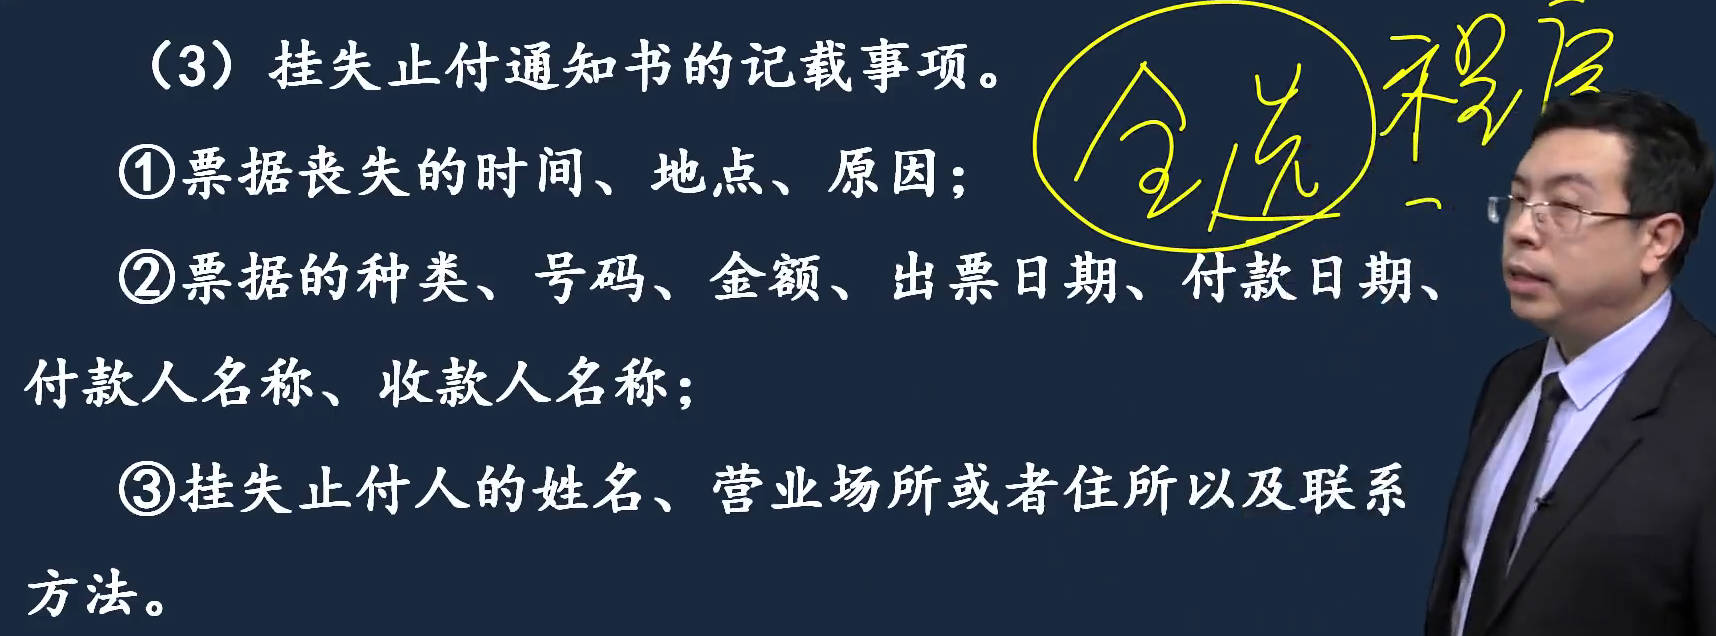 （3）挂失止付通知书的记载事项。
全选
程序
①票据丧失的时间、地点、原因；
②票据的种类、号码、金额、出票日期、付款日期、
付款人名称、收款人名称；
③挂失止付人的姓名、营业场所或者住所以及联系
方法。